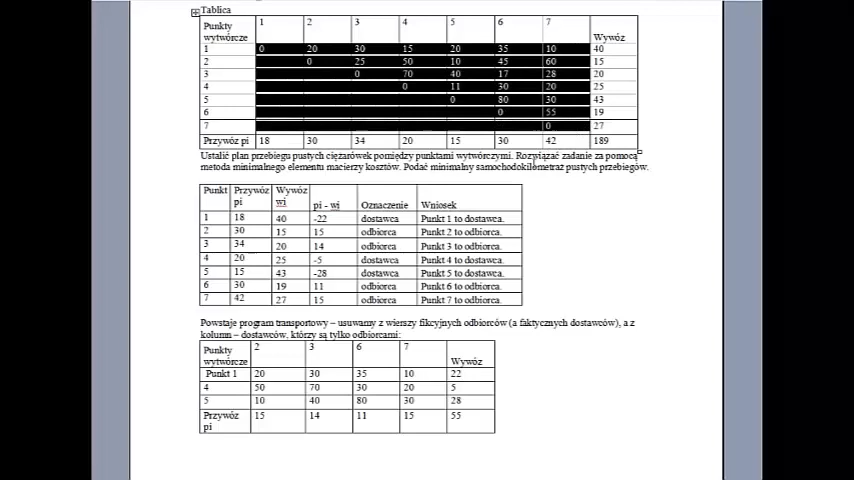 Tablica
Punkty wytwórcze 1 2 3 4 5 6 7 Wywóz
1 0 20 30 15 20 35 10 40
2 0 25 50 10 45 60 15
3 0 70 40 17 28 20
4 0 11 30 20 25
5 0 80 30 43
6 0 55 19
7 0 27
Przywóz pi 18 30 34 20 15 30 42 189
Ustalić plan przebiegu pustych ciężarówek pomiędzy punktami wytwórczymi. Rozwiązać zadanie za pomocą
metoda minimalnego elementu macierzy kosztów. Podać minimalny samochodokilometraż pustych przebiegów.
Punkt Przywóz pi Wywóz wi pi - wi Oznaczenie Wniosek
1 18 40 -22 dostawca Punkt 1 to dostawca.
2 30 15 15 odbiorca Punkt 2 to odbiorca.
3 34 20 14 odbiorca Punkt 3 to odbiorca.
4 20 25 -5 dostawca Punkt 4 to dostawca.
5 15 43 -28 dostawca Punkt 5 to dostawca.
6 30 19 11 odbiorca Punkt 6 to odbiorca.
7 42 27 15 odbiorca Punkt 7 to odbiorca.
Powstaje program transportowy – usuwamy z wierszy fikcyjnych odbiorców (a faktycznych dostawców), a z
kolumn – dostawców, którzy są tylko odbiorcami:
Punkty wytwórcze 2 3 6 7 Wywóz
Punkt 1 20 30 35 10 22
4 50 70 30 20 5
5 10 40 80 30 28
Przywóz pi 15 14 11 15 55